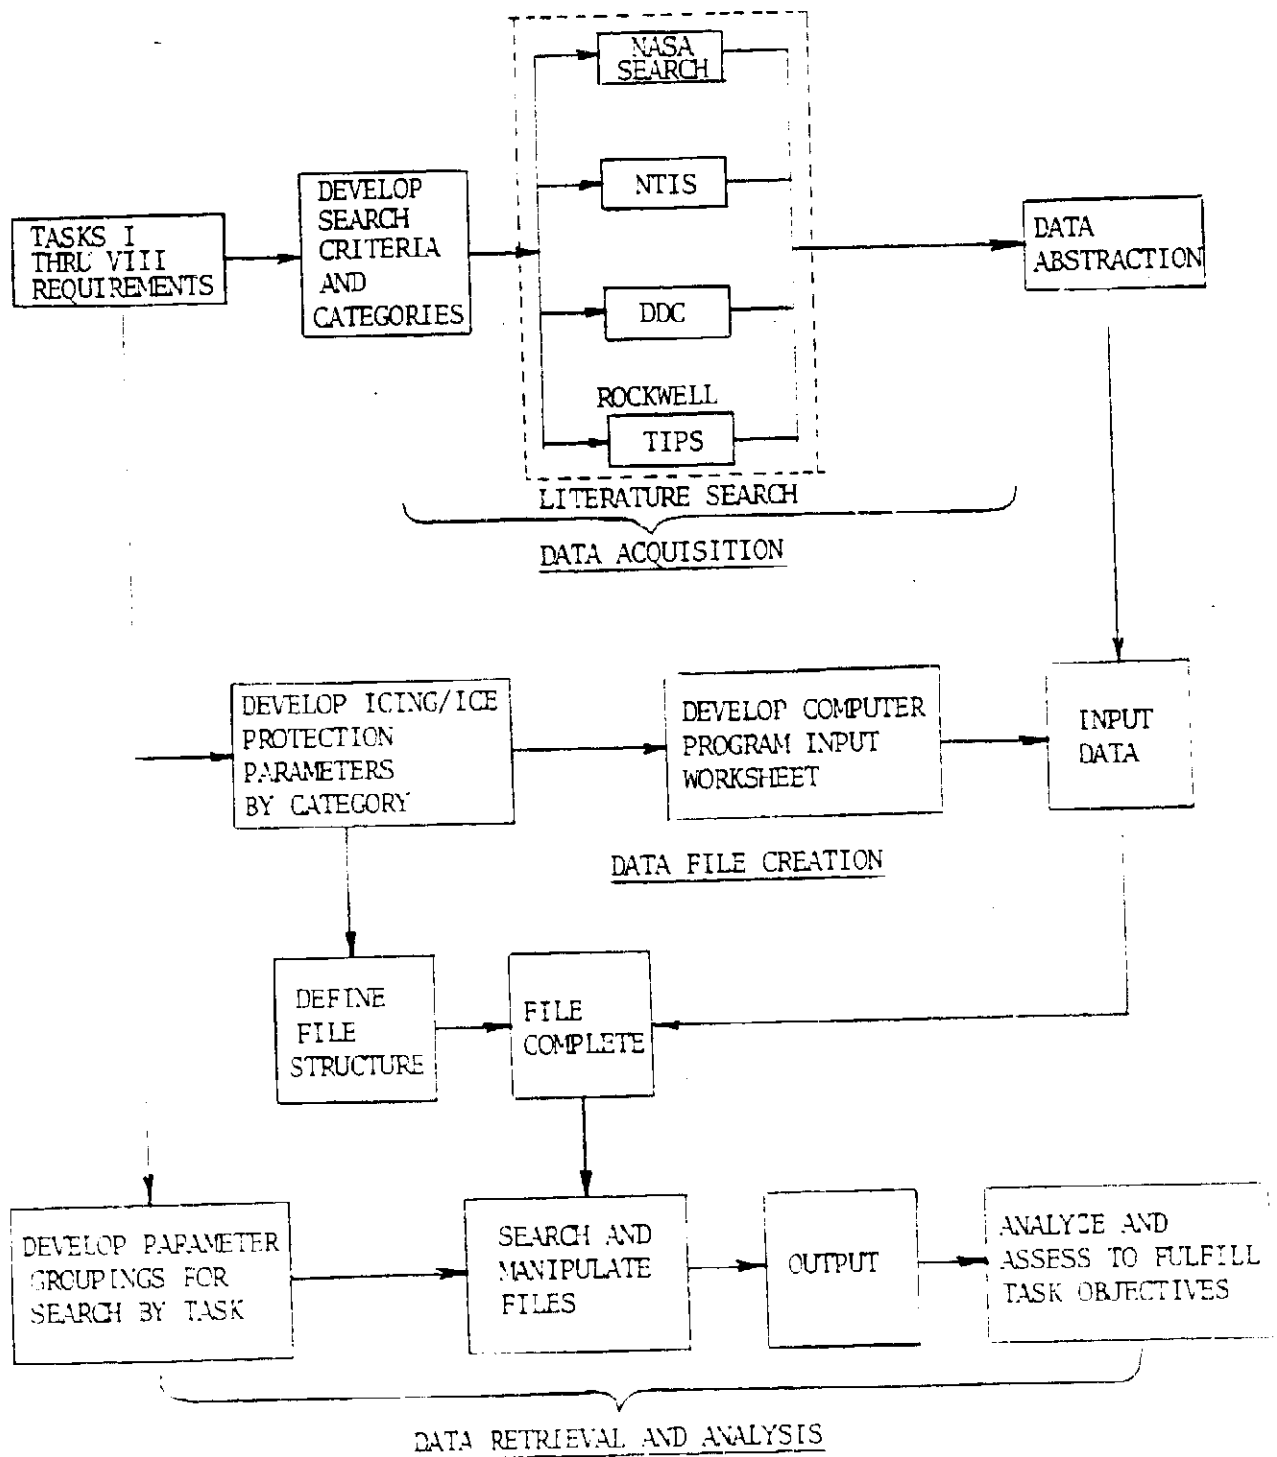 NASA
SEARCH
NTIS
DDC
ROCKWELL
TIPS
LITERATURE SEARCH
TASKS I
THRU VIII
REQUIREMENTS
DEVELOP
SEARCH
CRITERIA
AND
CATEGORIES
DATA
ABSTRACTION
DATA ACQUISITION
DEVELOP ICING/ICE
PROTECTION
PARAMETERS
BY CATEGORY
DEVELOP COMPUTER
PROGRAM INPUT
WORKSHEET
INPUT
DATA
DATA FILE CREATION
DEFINE
FILE
STRUCTURE
FILE
COMPLETE
DEVELOP PARAMETER
GROUPINGS FOR
SEARCH BY TASK
SEARCH AND
MANIPULATE
FILES
OUTPUT
ANALYZE AND
ASSESS TO FULFILL
TASK OBJECTIVES
DATA RETRIEVAL AND ANALYSIS